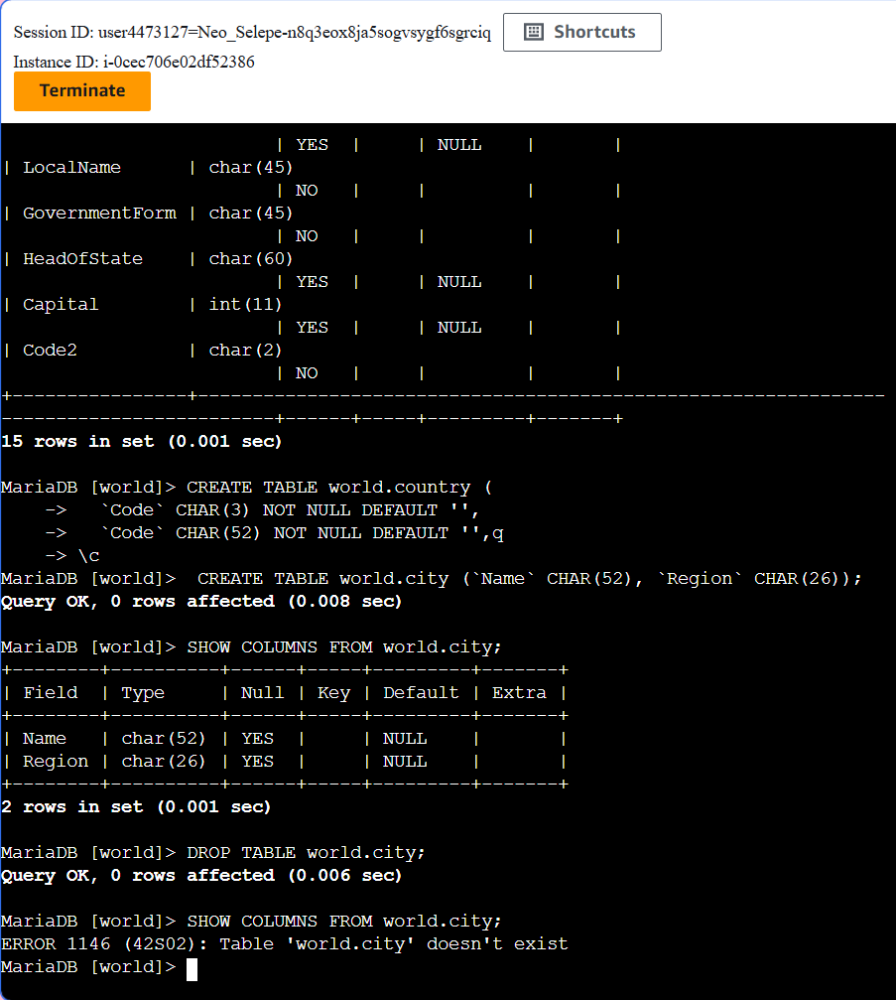 Session ID: user4473127=Neo_Selepe-n8q3eox8ja5sogvsygf6sgrciq
Shortcuts
Instance ID: i-0cec706e02df52386
Terminate
| YES | | NULL | |
| LocalName | char(45)
| NO | | | |
| GovernmentForm | char(45)
| NO | | | |
| HeadOfState | char(60)
| YES | | NULL | |
| Capital | int(11)
| YES | | NULL | |
| Code2 | char(2)
| NO | | | |
+----------------+---------------------------------------------------------------
--------------------------+------+-----+---------+-------+
15 rows in set (0.001 sec)
MariaDB [world]> CREATE TABLE world.country (
-> `Code` CHAR(3) NOT NULL DEFAULT '',
-> `Code` CHAR(52) NOT NULL DEFAULT '',q
-> \c
MariaDB [world]> CREATE TABLE world.city (`Name` CHAR(52), `Region` CHAR(26));
Query OK, 0 rows affected (0.008 sec)
MariaDB [world]> SHOW COLUMNS FROM world.city;
+--------+----------+------+-----+---------+-------+
| Field | Type | Null | Key | Default | Extra |
+--------+----------+------+-----+---------+-------+
| Name | char(52) | YES | | NULL | |
| Region | char(26) | YES | | NULL | |
+--------+----------+------+-----+---------+-------+
2 rows in set (0.001 sec)
MariaDB [world]> DROP TABLE world.city;
Query OK, 0 rows affected (0.006 sec)
MariaDB [world]> SHOW COLUMNS FROM world.city;
ERROR 1146 (42S02): Table 'world.city' doesn't exist
MariaDB [world]>